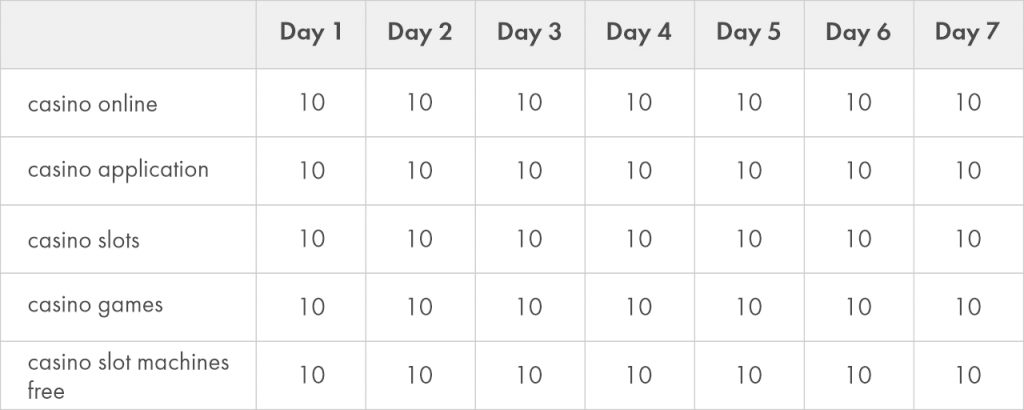 Day 1 Day 2 Day 3 Day 4 Day 5 Day 6 Day 7
casino online 10 10 10 10 10 10 10
casino application 10 10 10 10 10 10 10
casino slots 10 10 10 10 10 10 10
casino games 10 10 10 10 10 10 10
casino slot machines
free 10 10 10 10 10 10 10